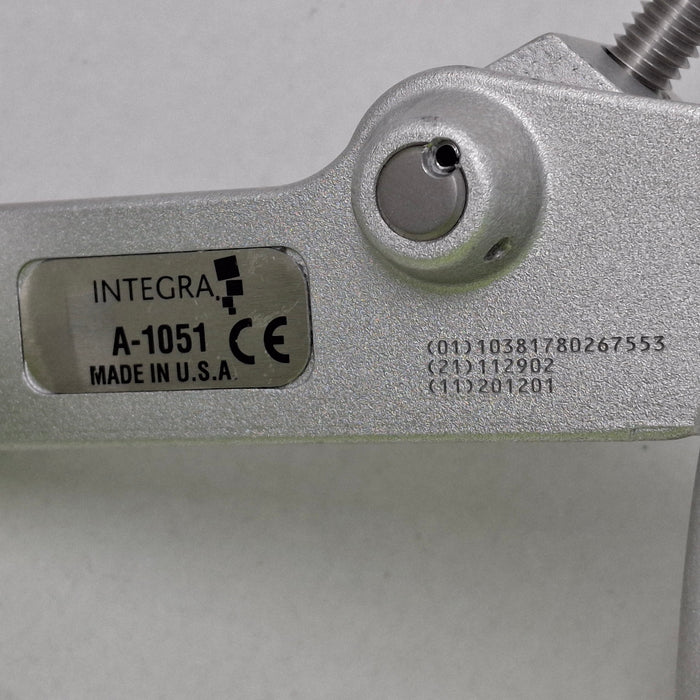 INTEGRA.
A-1051 CE
MADE IN U.S.A.
(01)10381780267553
(21)112902
(11)201201